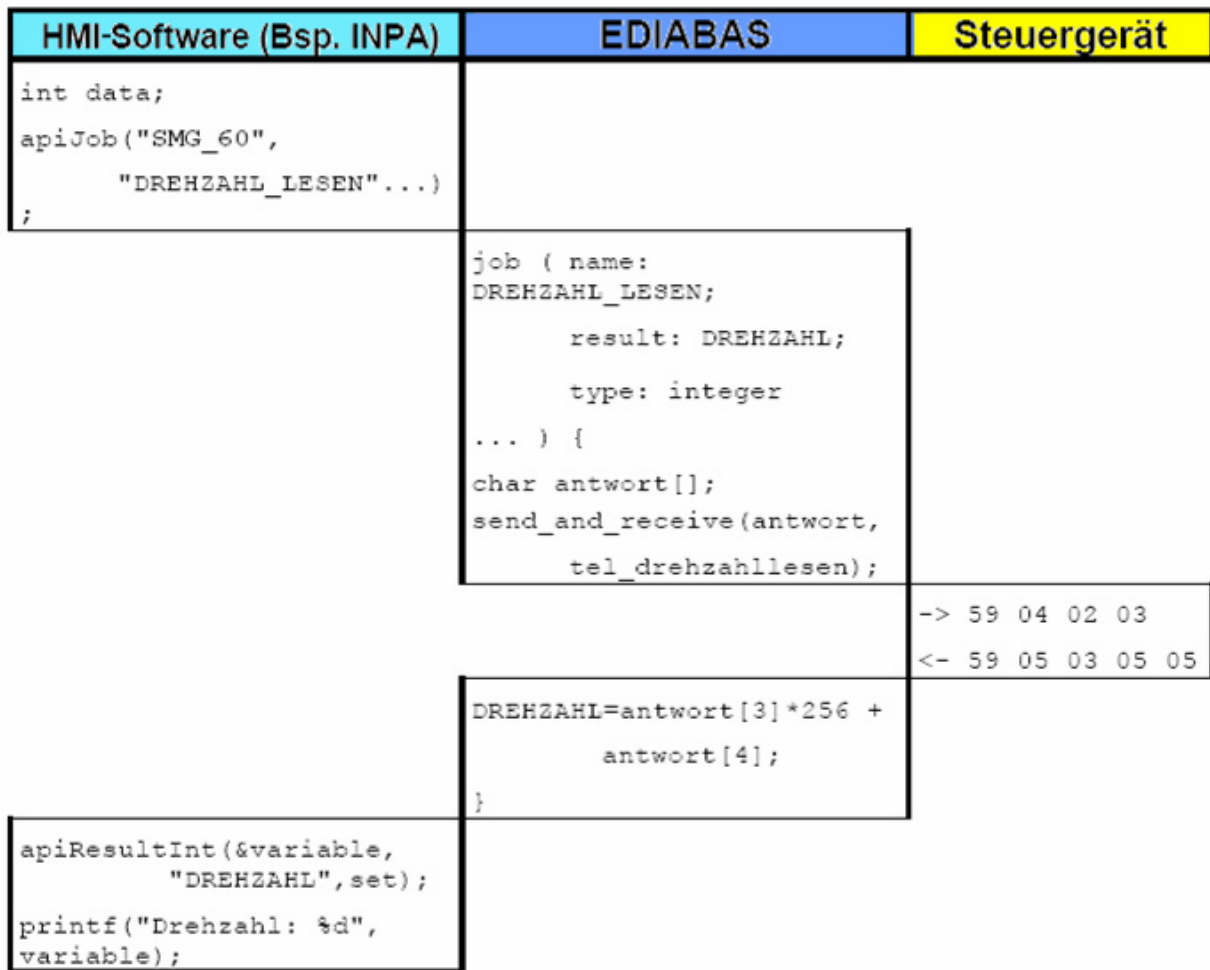 HMI-Software (Bsp. INPA)
EDIABAS
Steuergerät
int data;
apiJob("SMG_60",
"DREHZAHL_LESEN"...)
;
job ( name:
DREHZAHL_LESEN;
result: DREHZAHL;
type: integer
... ) {
char antwort[];
send_and_receive(antwort,
tel_drehzahllesen);
-> 59 04 02 03
<- 59 05 03 05 05
DREHZAHL=antwort[3]*256 +
antwort[4];
}
apiResultInt(&variable,
"DREHZAHL",set);
printf("Drehzahl: %d",
variable);